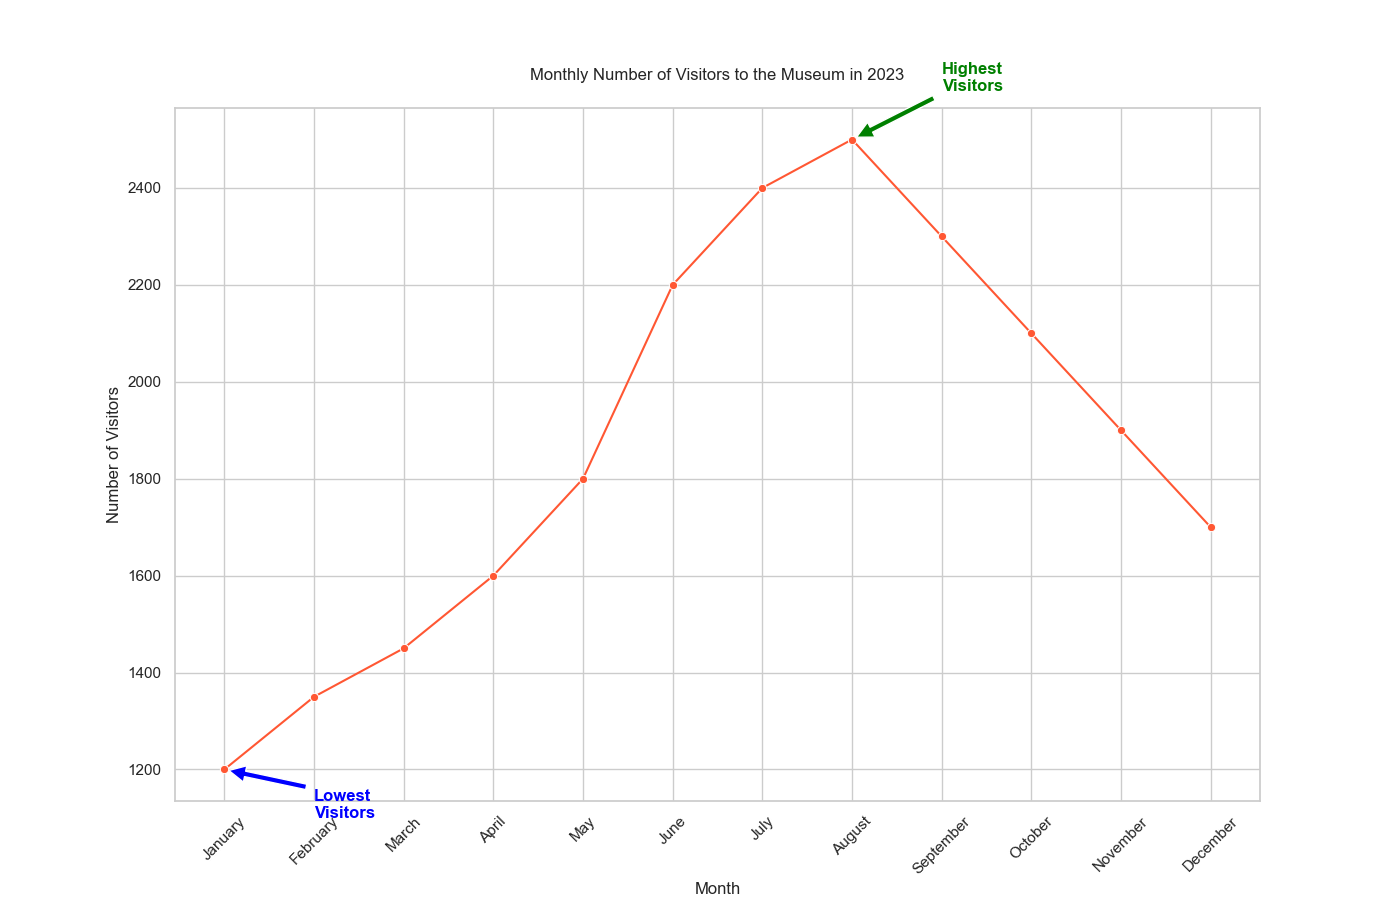 Monthly Number of Visitors to the Museum in 2023
Highest
Visitors
Number of Visitors
2400
2200
2000
1800
1600
1400
1200
Lowest
Visitors
January
February
March
April
May
June
July
August
September
October
November
December
Month